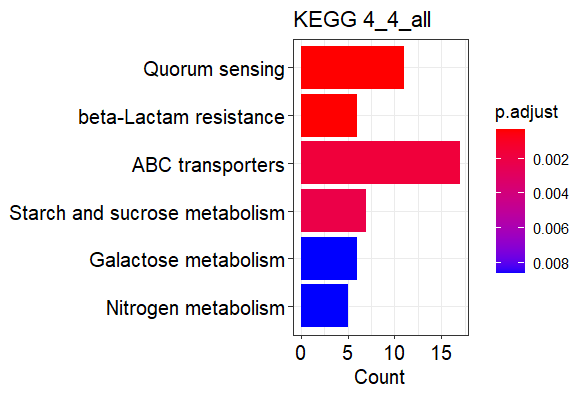 KEGG 4_4_all
Quorum sensing
beta-Lactam resistance
ABC transporters
Starch and sucrose metabolism
Galactose metabolism
Nitrogen metabolism
0 5 10 15
Count
p.adjust
0.002
0.004
0.006
0.008